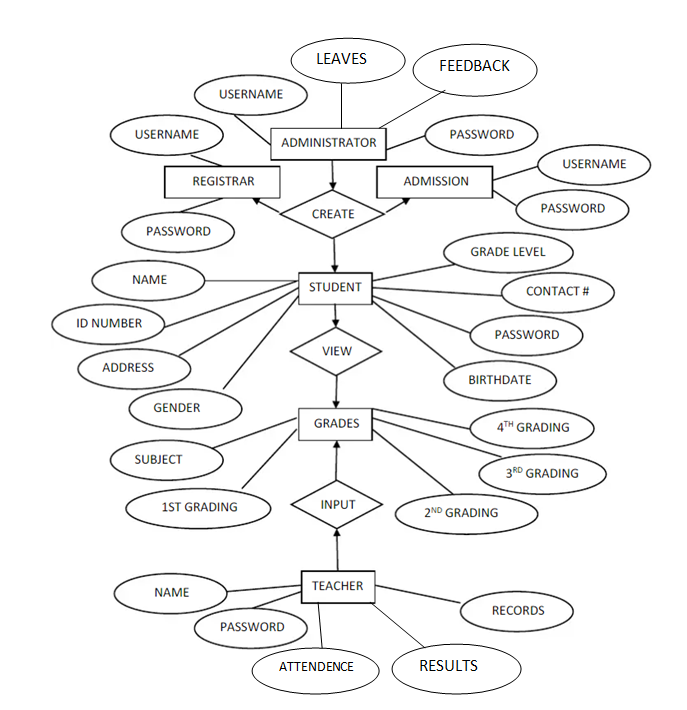 LEAVES
FEEDBACK
USERNAME
USERNAME
ADMINISTRATOR
PASSWORD
REGISTRAR
ADMISSION
USERNAME
PASSWORD
CREATE
PASSWORD
GRADE LEVEL
NAME
STUDENT
CONTACT #
ID NUMBER
PASSWORD
ADDRESS
VIEW
BIRTHDATE
GENDER
GRADES
4TH GRADING
SUBJECT
3RD GRADING
1ST GRADING
INPUT
2ND GRADING
NAME
TEACHER
RECORDS
PASSWORD
ATTENDENCE
RESULTS